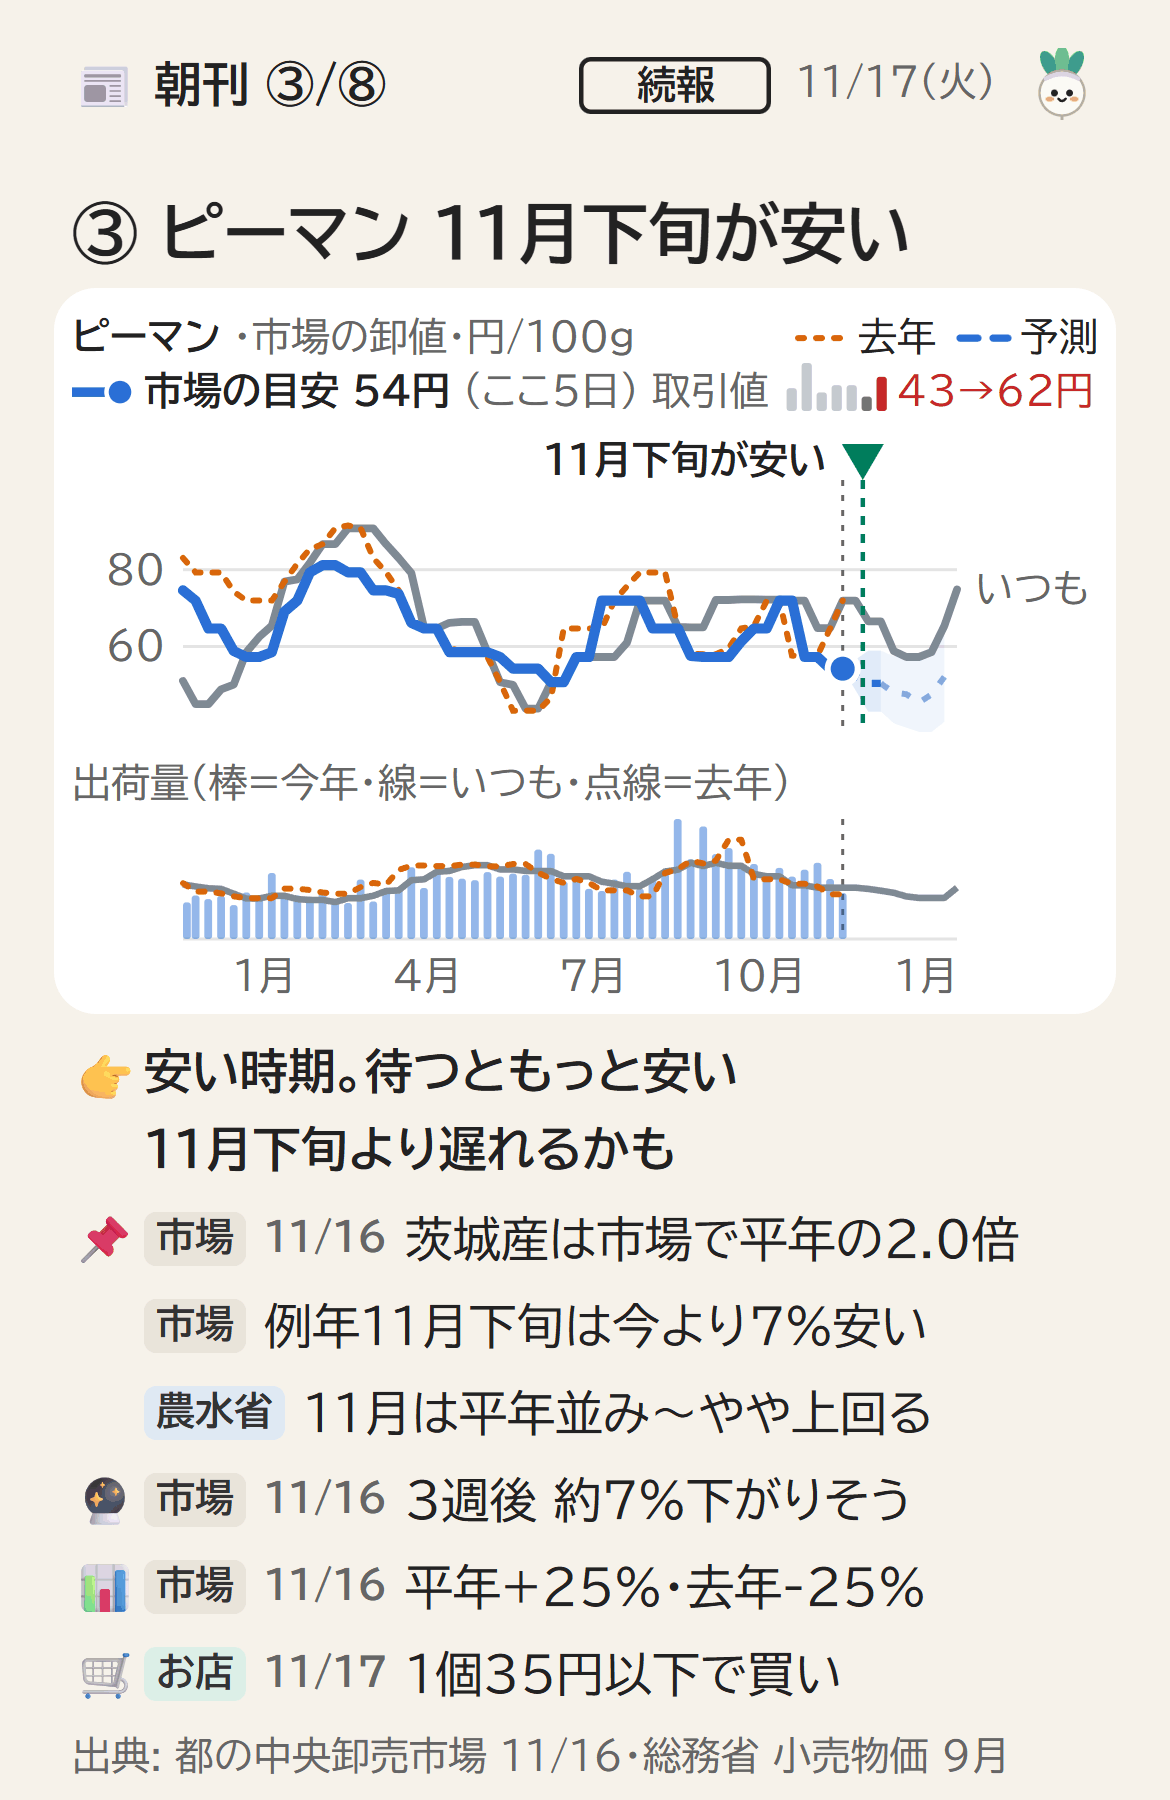 朝刊 ③/⑧ 続報 11/17(火)
③ ピーマン 11月下旬が安い
ピーマン ・市場の卸値・円/100g 去年 予測
市場の目安 54円 (ここ5日) 取引値 43→62円
11月下旬が安い
80
いつも
60
出荷量(棒=今年・線=いつも・点線=去年)
1月 4月 7月 10月 1月
安い時期。待つともっと安い
11月下旬より遅れるかも
市場 11/16 茨城産は市場で平年の2.0倍
市場 例年11月下旬は今より7%安い
農水省 11月は平年並み〜やや上回る
市場 11/16 3週後 約7%下がりそう
市場 11/16 平年+25%・去年-25%
お店 11/17 1個35円以下で買い
出典: 都の中央卸売市場 11/16・総務省 小売物価 9月